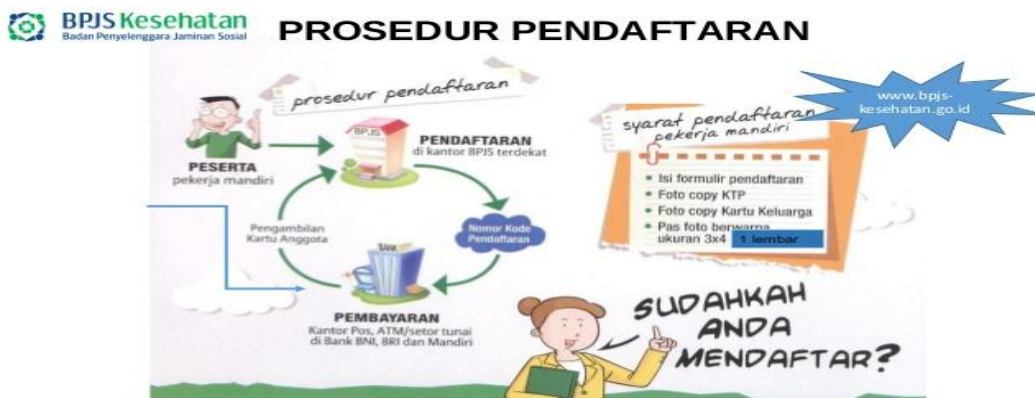 BPJS Kesehatan
Badan Penyelenggara Jaminan Sosial
PROSEDUR PENDAFTARAN
prosedur pendaftaran
www.bpjs-
kesehatan.go.id
syarat pendaftaran
pekerja mandiri
BPJS
PENDAFTARAN
di kantor BPJS terdekat
PESERTA
pekerja mandiri
• Isi formulir pendaftaran
• Foto copy KTP
• Foto copy Kartu Keluarga
• Pas foto berwarna
ukuran 3x4 1 lembar
Pengambilan
Kartu Anggota
Nomor Kode
Pendaftaran
BANK
PEMBAYARAN
Kantor Pos, ATM/setor tunai
di Bank BNI, BRI dan Mandiri
SUDAHKAH
ANDA
MENDAFTAR?